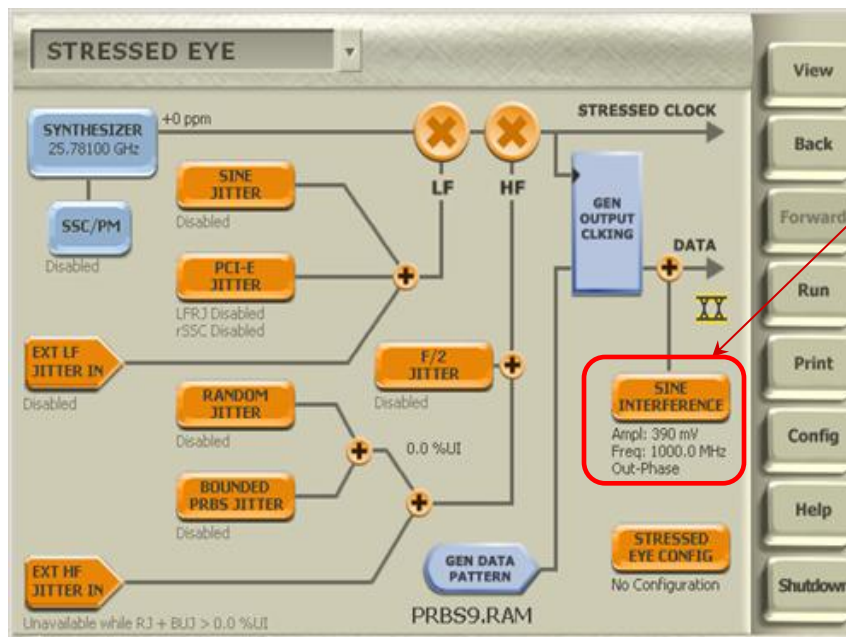 STRESSED EYE
View
Back
Forward
Run
Print
Config
Help
Shutdown
SYNTHESIZER
25.78100 GHz
+0 ppm
STRESSED CLOCK
SSC/PM
Disabled
SINE
JITTER
Disabled
LF
HF
GEN
OUTPUT
CLKING
DATA
PCI-E
JITTER
LFRJ Disabled
rSSC Disabled
EXT LF
JITTER IN
Disabled
F/2
JITTER
Disabled
SINE
INTERFERENCE
Ampl: 390 mV
Freq: 1000.0 MHz
Out-Phase
RANDOM
JITTER
Disabled
0.0 %UI
BOUNDED
PRBS JITTER
Disabled
STRESSED
EYE CONFIG
No Configuration
GEN DATA
PATTERN
PRBS9.RAM
EXT HF
JITTER IN
Unavailable while RJ + BUJ > 0.0 %UI